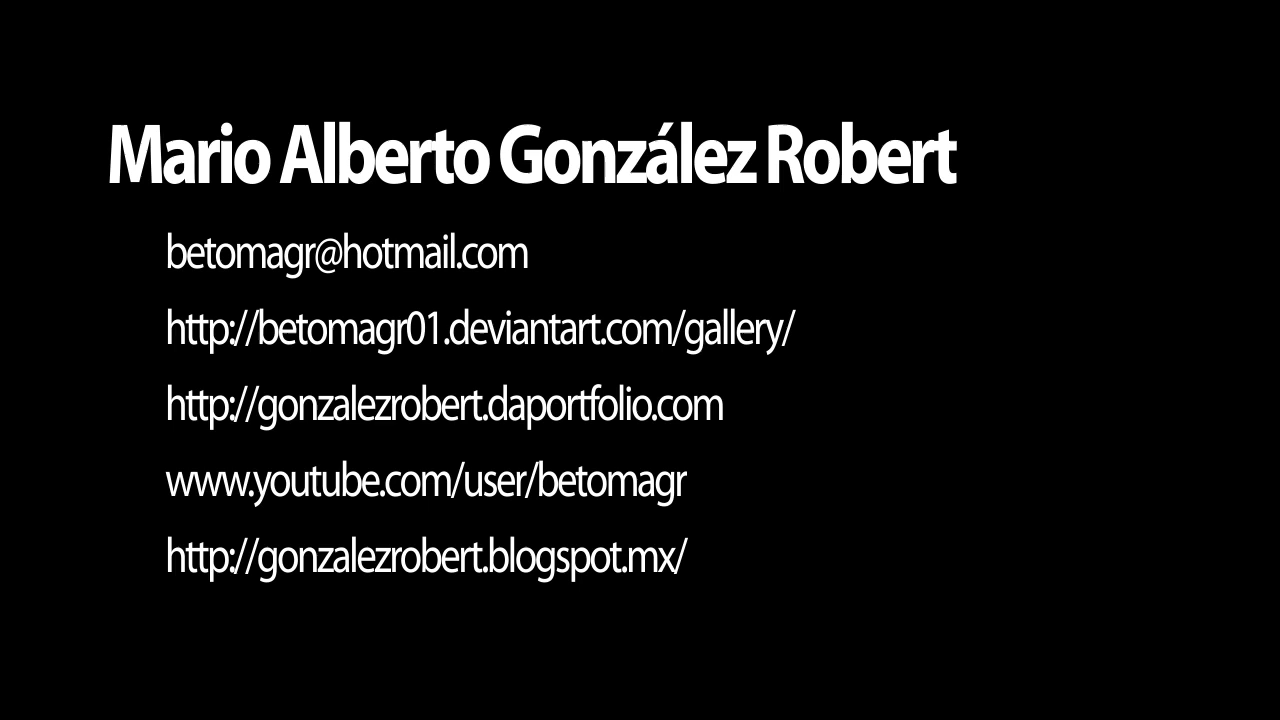 Mario Alberto González Robert
betomagr@hotmail.com
http://betomagr01.deviantart.com/gallery/
http://gonzalezrobert.daportfolio.com
www.youtube.com/user/betomagr
http://gonzalezrobert.blogspot.mx/